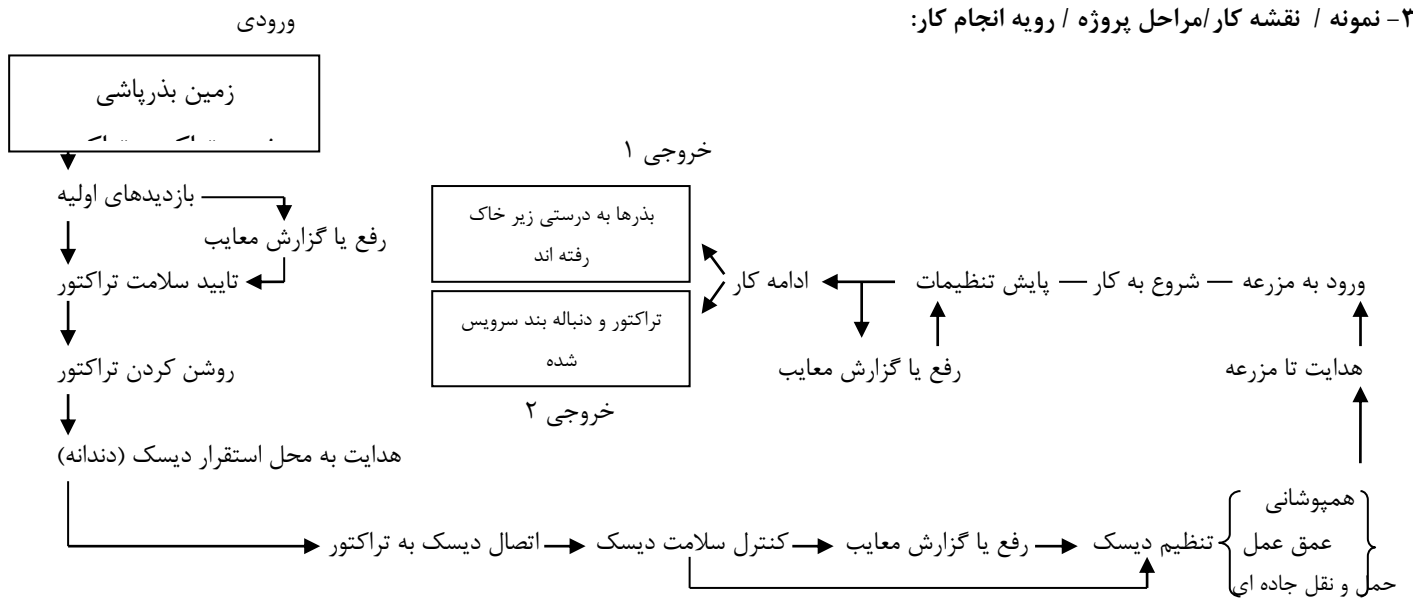 ۳- نمونه / نقشه کار/مراحل پروژه / رویه انجام کار:
ورودی
زمین بذرپاشی
بازدیدهای اولیه
رفع یا گزارش معایب
تایید سلامت تراکتور
روشن کردن تراکتور
هدایت به محل استقرار دیسک (دندانه)
اتصال دیسک به تراکتور
کنترل سلامت دیسک
رفع یا گزارش معایب
تنظیم دیسک
همپوشانی
عمق عمل
حمل و نقل جاده ای
هدایت تا مزرعه
ورود به مزرعه
شروع به کار
پایش تنظیمات
رفع یا گزارش معایب
ادامه کار
خروجی ۱
بذرها به درستی زیر خاک
رفته اند
تراکتور و دنباله بند سرویس
شده
خروجی ۲